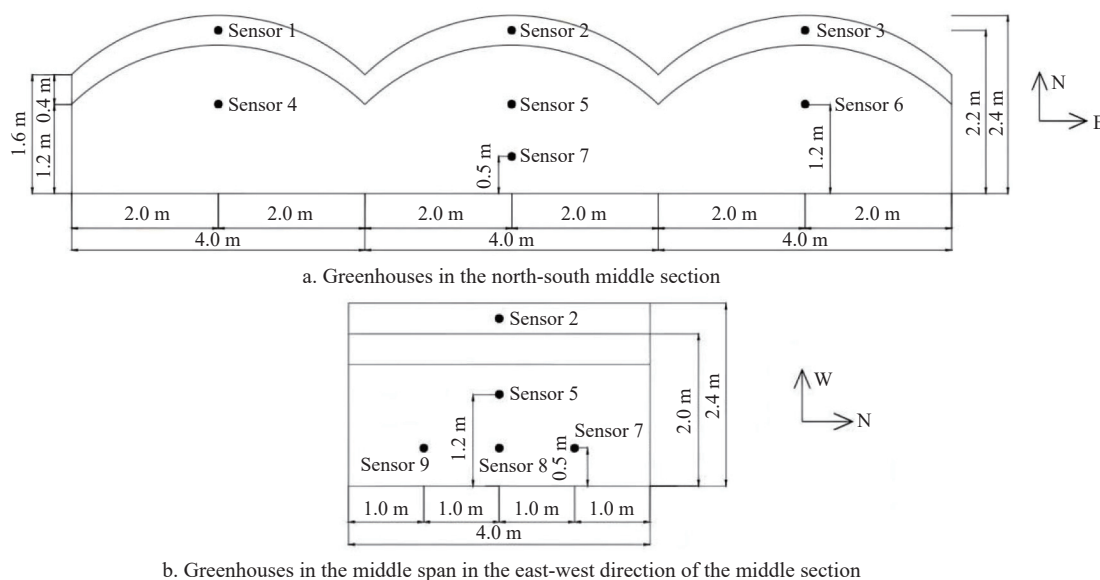 Sensor 1
Sensor 2
Sensor 3
Sensor 4
Sensor 5
Sensor 6
Sensor 7
1.6 m
0.4 m
1.2 m
0.5 m
1.2 m
2.2 m
2.4 m
N
E
2.0 m
2.0 m
2.0 m
2.0 m
2.0 m
2.0 m
4.0 m
4.0 m
4.0 m
a. Greenhouses in the north-south middle section
Sensor 2
Sensor 5
Sensor 7
Sensor 9
Sensor 8
1.2 m
0.5 m
2.0 m
2.4 m
W
N
1.0 m
1.0 m
1.0 m
1.0 m
4.0 m
b. Greenhouses in the middle span in the east-west direction of the middle section